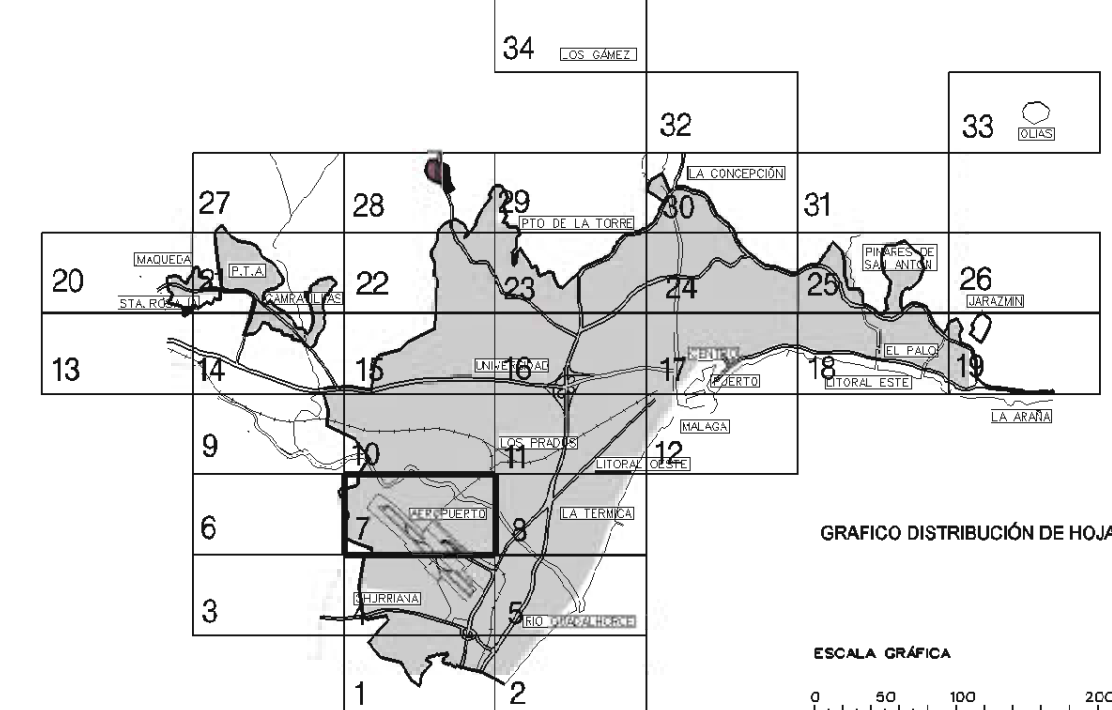 34
LOS GÁMEZ
32
33
OLIAS
LA CONCEPCIÓN
27
28
29
30
31
PTO DE LA TORRE
MAQUEDA
P.T.A.
PINARES DE
SAN ANTON
20
21
22
23
24
25
26
STA. ROSALIA
CAMPANILLAS
JARAZMIN
13
14
15
UNIVERSIDAD
16
17
CENTRO
PUERTO
18
EL PALO
19
LITORAL ESTE
LA ARAÑA
MALAGA
9
10
LOS PRADOS
11
12
LITORAL OESTE
6
7
AEROPUERTO
8
LA TERMICA
GRAFICO DISTRIBUCIÓN DE HOJA
3
CHURRIANA
5
RIO GUADALHORCE
ESCALA GRÁFICA
1
2
0 50 100 200